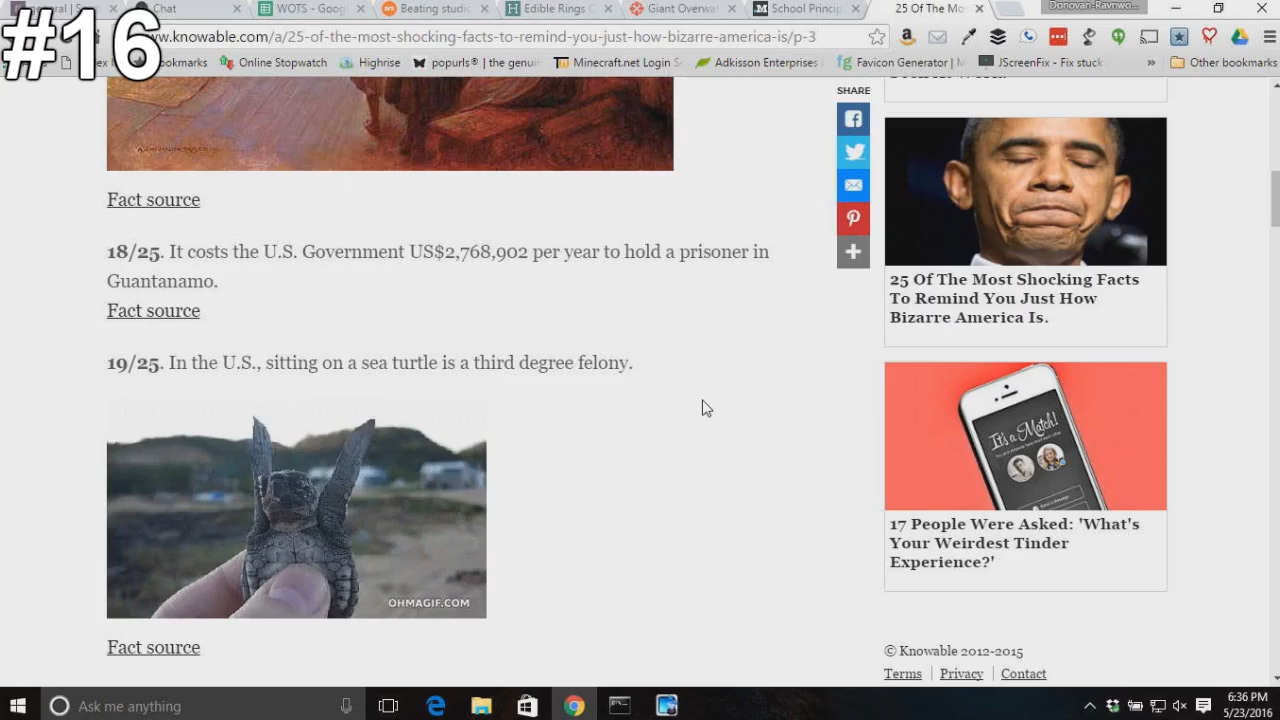 #16
Chat
WOTS - Goog
Beating studie
Edible Rings C
Giant Overwat
School Princip
25 Of The Mos
Donovan-Ravnwo...
www.knowable.com/a/25-of-the-most-shocking-facts-to-remind-you-just-how-bizarre-america-is/p-3
Online Stopwatch
Highrise
popurls® | the genuin
Minecraft.net Login S
Adkisson Enterprises
Favicon Generator | M
JScreenFix - Fix stuck
»
Other bookmarks
SHARE
Fact source
18/25. It costs the U.S. Government US$2,768,902 per year to hold a prisoner in
Guantanamo.
Fact source
19/25. In the U.S., sitting on a sea turtle is a third degree felony.
OHMAGIF.COM
Fact source
25 Of The Most Shocking Facts
To Remind You Just How
Bizarre America Is.
It's a Match!
17 People Were Asked: 'What's
Your Weirdest Tinder
Experience?'
© Knowable 2012-2015
Terms | Privacy | Contact
Ask me anything
6:36 PM
5/23/2016